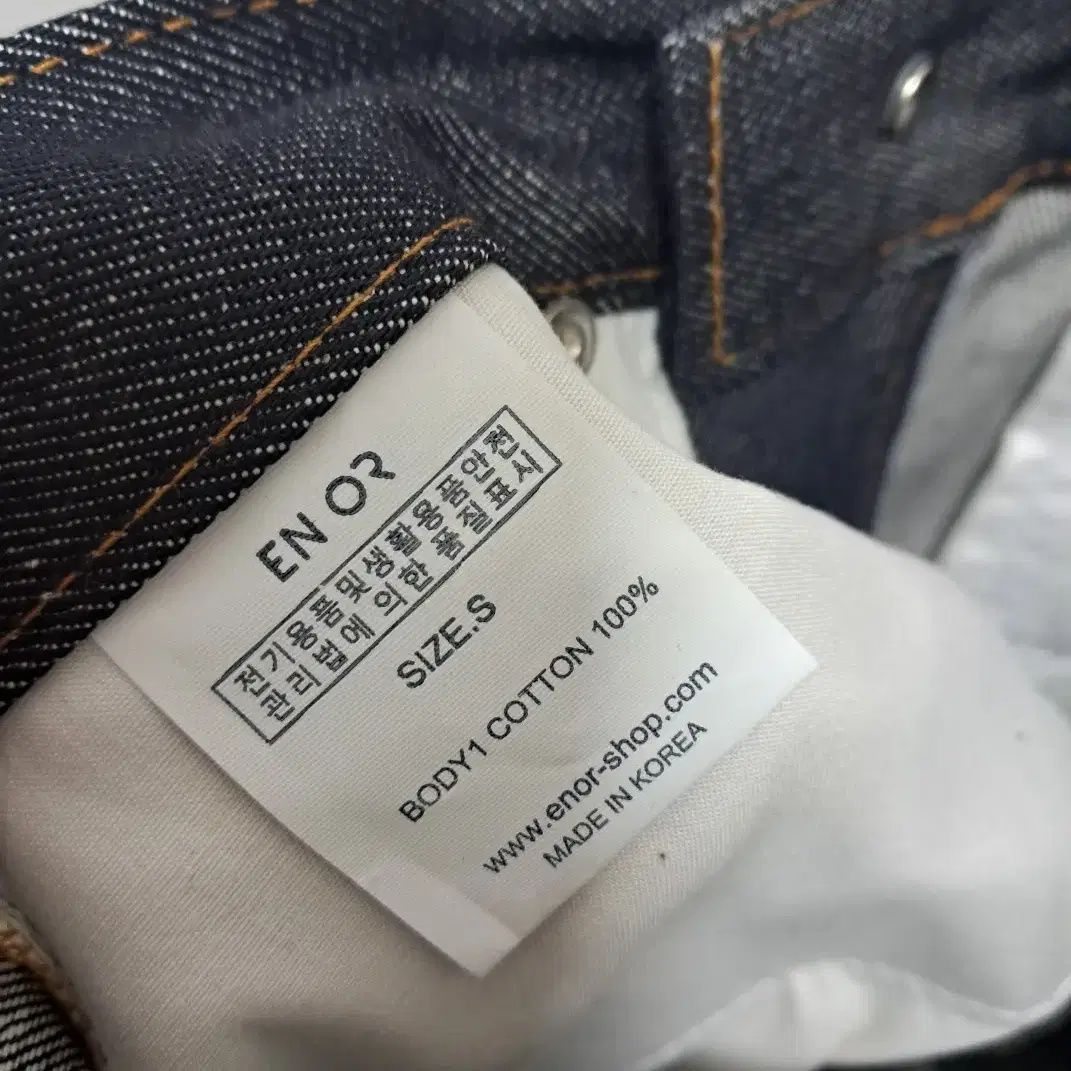 EN OR
전기용품및생활용품안전
관리법에 의한 품질표시
SIZE.S
BODY1 COTTON 100%
www.enor-shop.com
MADE IN KOREA